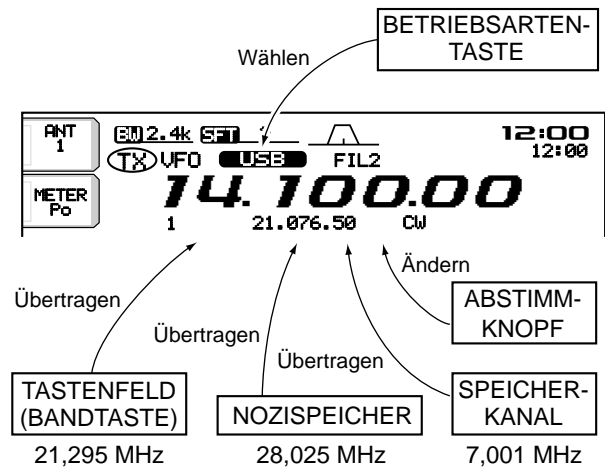 BETRIEBSARTEN-
TASTE
Wählen
ANT
1
BW 2.4k SFT
12:00
12:00
TX VFO USB FIL2
METER
Po
14.100.00
1 21.076.50 CW
Übertragen
Übertragen
Übertragen
Ändern
ABSTIMM-
KNOPF
TASTENFELD
(BANDTASTE)
NOZISPEICHER
SPEICHER-
KANAL
21,295 MHz
28,025 MHz
7,001 MHz